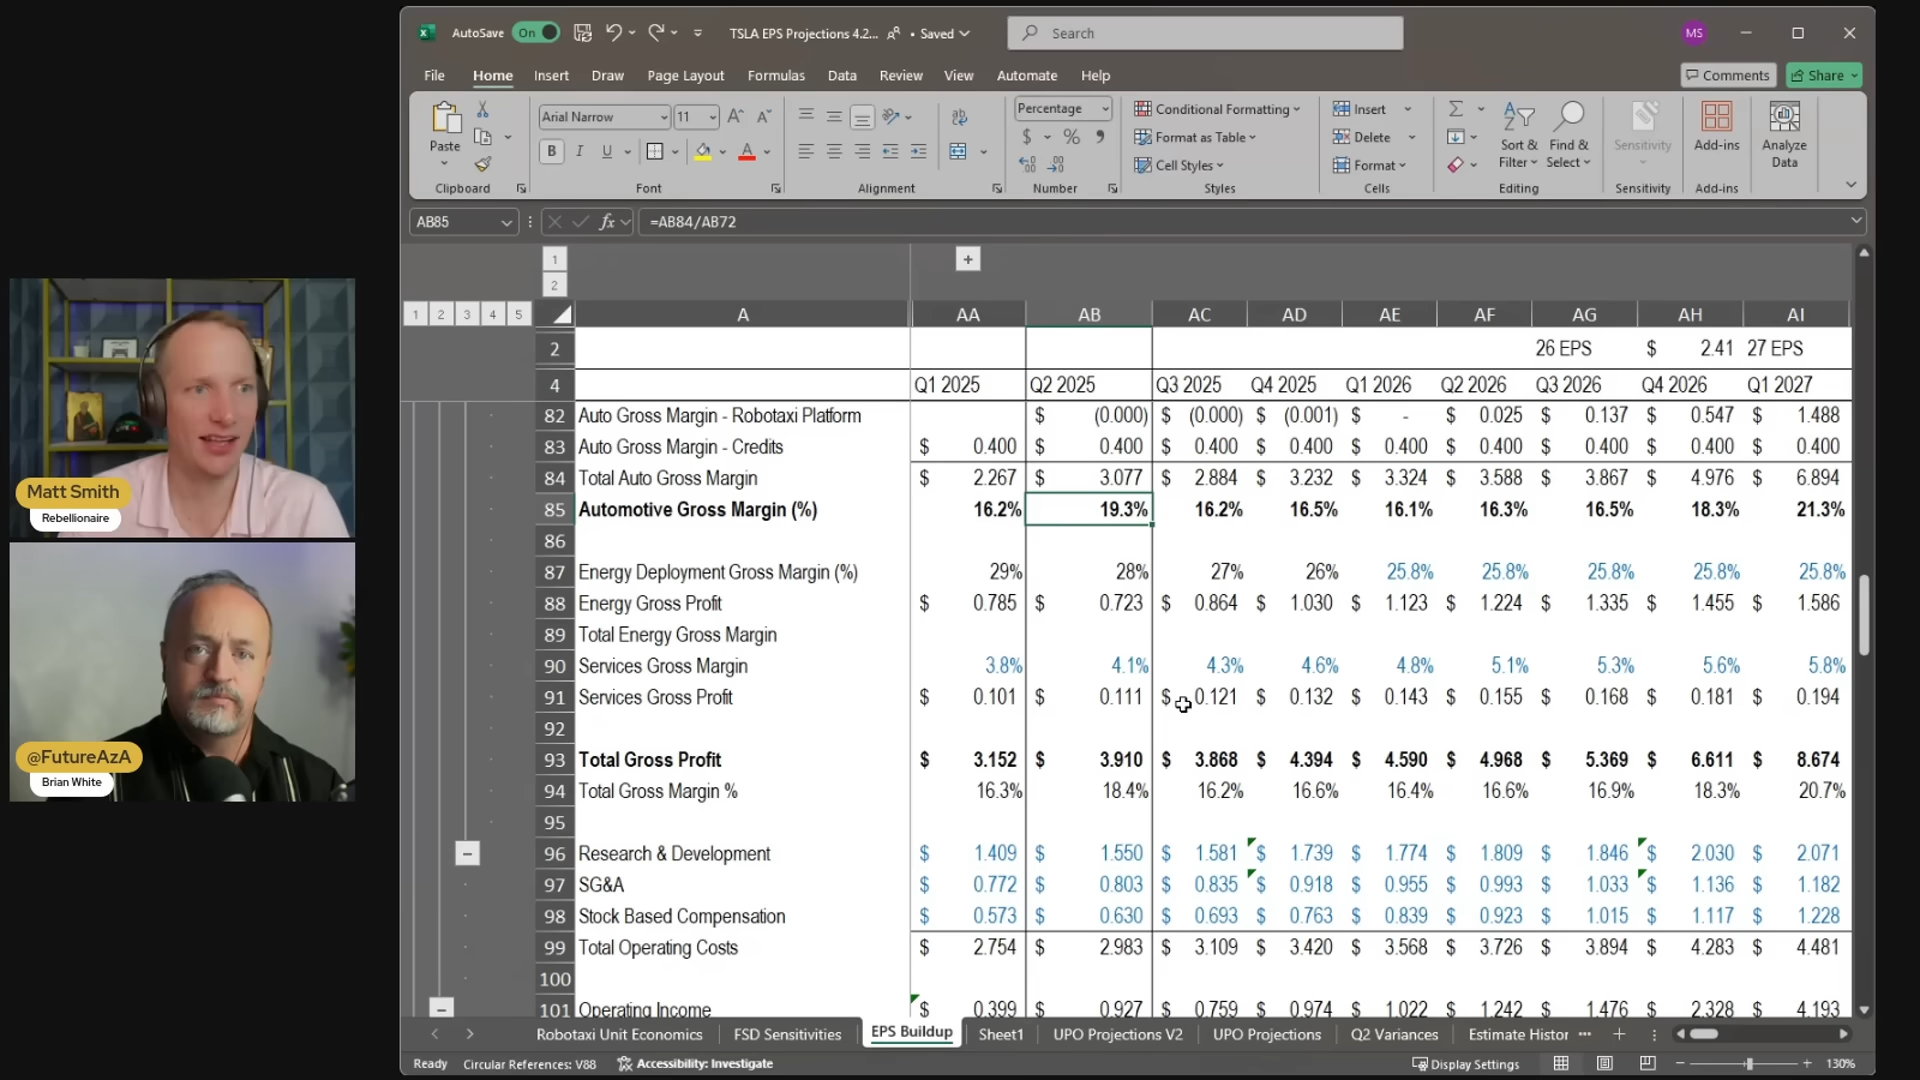 AutoSave On TSLA EPS Projections 4.2... • Saved Search MS
File Home Insert Draw Page Layout Formulas Data Review View Automate Help Comments Share
Paste
Clipboard
Arial Narrow 11
B I U
Font
Alignment
Percentage
$ % 9
Number
Conditional Formatting
Format as Table
Cell Styles
Styles
Insert
Delete
Format
Cells
Sort & Filter
Find & Select
Editing
Sensitivity
Sensitivity
Add-ins
Add-ins
Analyze Data
AB85 fx =AB84/AB72
1
2
1 2 3 4 5 A AA AB AC AD AE AF AG AH AI
2 26 EPS $ 2.41 27 EPS
4 Q1 2025 Q2 2025 Q3 2025 Q4 2025 Q1 2026 Q2 2026 Q3 2026 Q4 2026 Q1 2027
82 Auto Gross Margin - Robotaxi Platform $ (0.000) $ (0.000) $ (0.001) $ - $ 0.025 $ 0.137 $ 0.547 $ 1.488
83 Auto Gross Margin - Credits $ 0.400 $ 0.400 $ 0.400 $ 0.400 $ 0.400 $ 0.400 $ 0.400 $ 0.400 $ 0.400
84 Total Auto Gross Margin $ 2.267 $ 3.077 $ 2.884 $ 3.232 $ 3.324 $ 3.588 $ 3.867 $ 4.976 $ 6.894
85 Automotive Gross Margin (%) 16.2% 19.3% 16.2% 16.5% 16.1% 16.3% 16.5% 18.3% 21.3%
86
87 Energy Deployment Gross Margin (%) 29% 28% 27% 26% 25.8% 25.8% 25.8% 25.8% 25.8%
88 Energy Gross Profit $ 0.785 $ 0.723 $ 0.864 $ 1.030 $ 1.123 $ 1.224 $ 1.335 $ 1.455 $ 1.586
89 Total Energy Gross Margin
90 Services Gross Margin 3.8% 4.1% 4.3% 4.6% 4.8% 5.1% 5.3% 5.6% 5.8%
91 Services Gross Profit $ 0.101 $ 0.111 $ 0.121 $ 0.132 $ 0.143 $ 0.155 $ 0.168 $ 0.181 $ 0.194
92
93 Total Gross Profit $ 3.152 $ 3.910 $ 3.868 $ 4.394 $ 4.590 $ 4.968 $ 5.369 $ 6.611 $ 8.674
94 Total Gross Margin % 16.3% 18.4% 16.2% 16.6% 16.4% 16.6% 16.9% 18.3% 20.7%
95
96 Research & Development $ 1.409 $ 1.550 $ 1.581 $ 1.739 $ 1.774 $ 1.809 $ 1.846 $ 2.030 $ 2.071
97 SG&A $ 0.772 $ 0.803 $ 0.835 $ 0.918 $ 0.955 $ 0.993 $ 1.033 $ 1.136 $ 1.182
98 Stock Based Compensation $ 0.573 $ 0.630 $ 0.693 $ 0.763 $ 0.839 $ 0.923 $ 1.015 $ 1.117 $ 1.228
99 Total Operating Costs $ 2.754 $ 2.983 $ 3.109 $ 3.420 $ 3.568 $ 3.726 $ 3.894 $ 4.283 $ 4.481
100
101 Operating Income $ 0.399 $ 0.927 $ 0.759 $ 0.974 $ 1.022 $ 1.242 $ 1.476 $ 2.328 $ 4.193
Robotaxi Unit Economics FSD Sensitivities EPS Buildup Sheet1 UPO Projections V2 UPO Projections Q2 Variances Estimate Histor ...
Ready Circular References: V88 Accessibility: Investigate Display Settings 130%
Matt Smith
Rebellionaire
@FutureAzA
Brian White